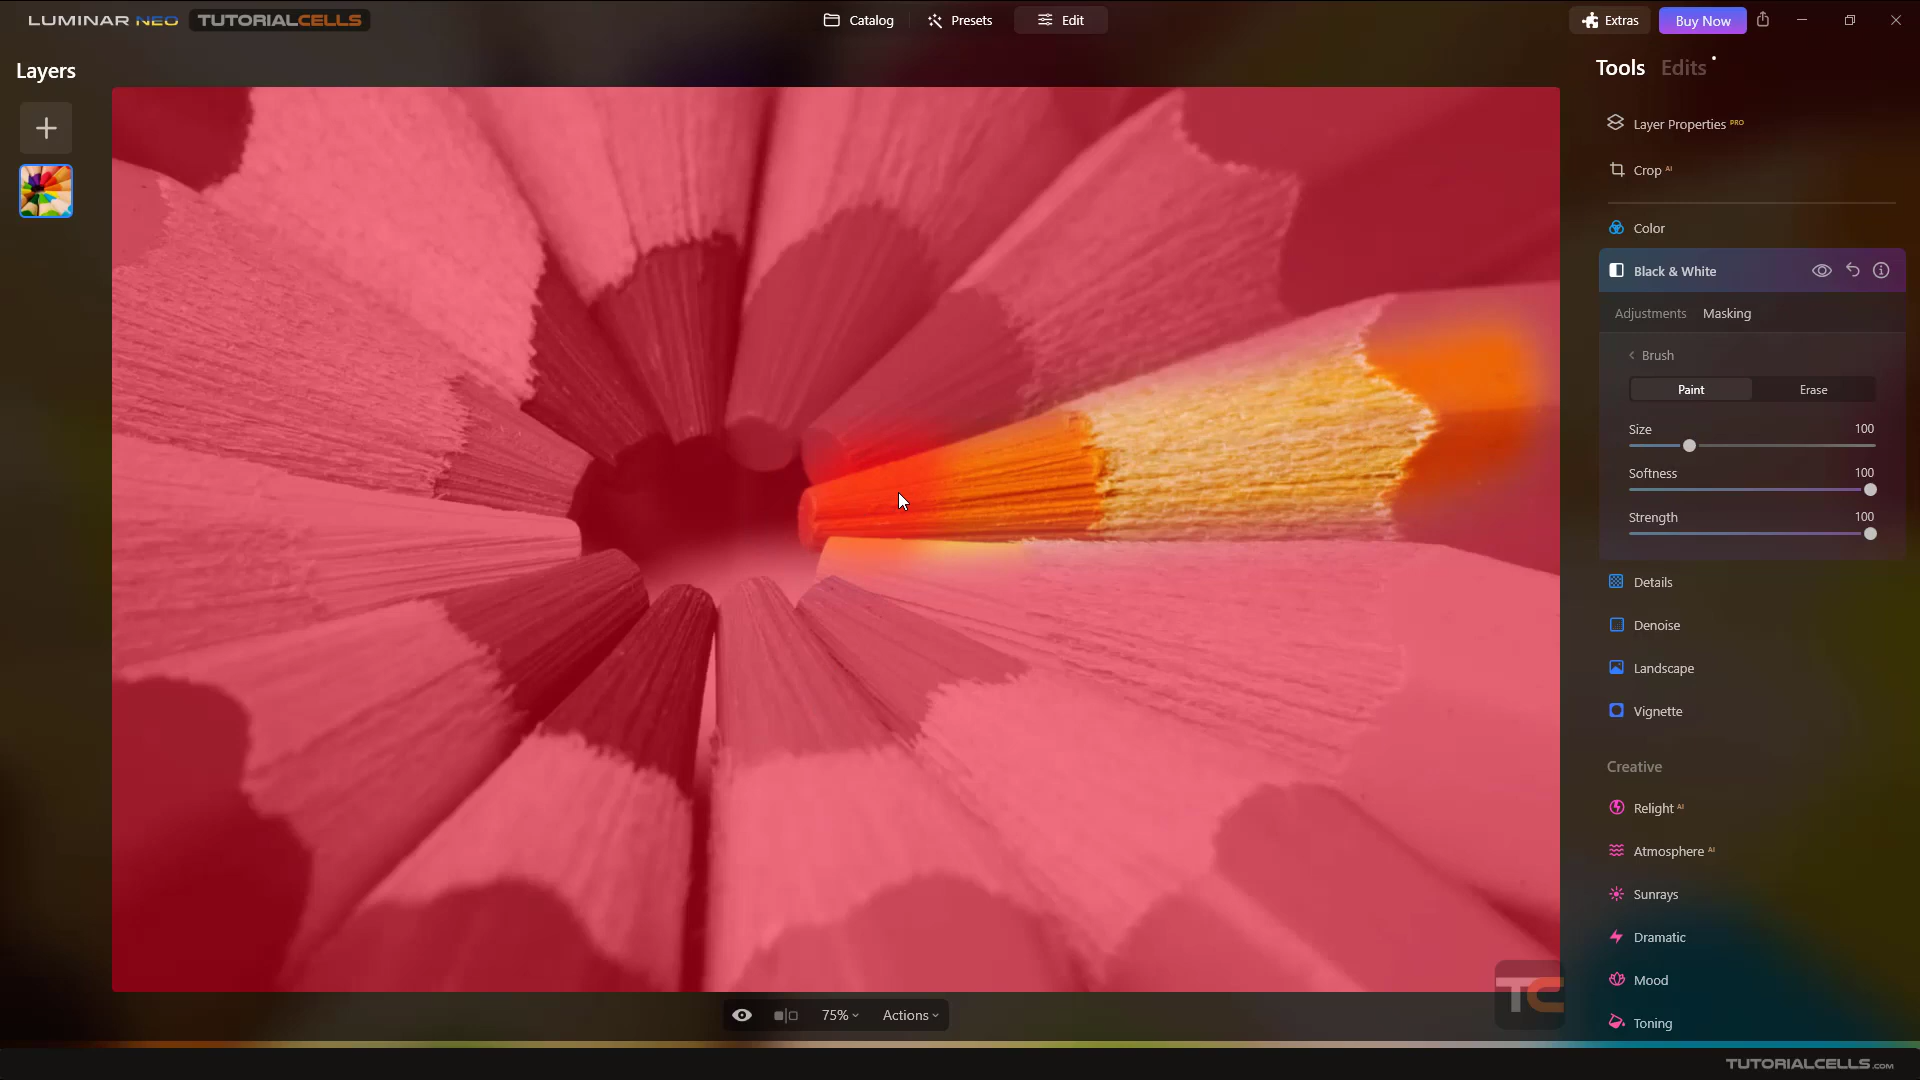 LUMINAR NEO TUTORIALCELLS
Catalog
Presets
Edit
Extras
Buy Now
Layers
Tools
Edits
Layer Properties PRO
Crop AI
Color
Black & White
Adjustments
Masking
Brush
Paint
Erase
Size 100
Softness 100
Strength 100
Details
Denoise
Landscape
Vignette
Creative
Relight AI
Atmosphere AI
Sunrays
Dramatic
Mood
Toning
TC
75%
Actions
TUTORIALCELLS.com